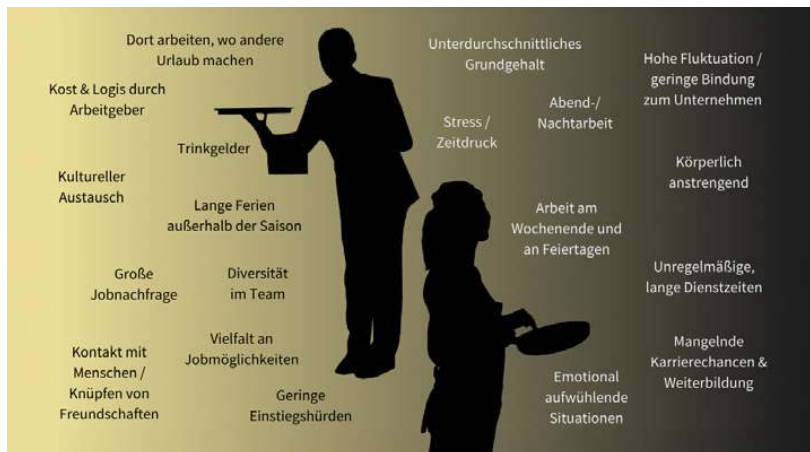 Dort arbeiten, wo andere
Urlaub machen
Kost & Logis durch
Arbeitgeber
Trinkgelder
Kultureller
Austausch
Lange Ferien
außerhalb der Saison
Große
Jobnachfrage
Diversität
im Team
Vielfalt an
Jobmöglichkeiten
Kontakt mit
Menschen /
Knüpfen von
Freundschaften
Geringe
Einstiegshürden
Unterdurchschnittliches
Grundgehalt
Hohe Fluktuation /
geringe Bindung
zum Unternehmen
Abend-/
Nachtarbeit
Stress /
Zeitdruck
Körperlich
anstrengend
Arbeit am
Wochenende und
an Feiertagen
Unregelmäßige,
lange Dienstzeiten
Mangelnde
Karrierechancen &
Weiterbildung
Emotional
aufwühlende
Situationen